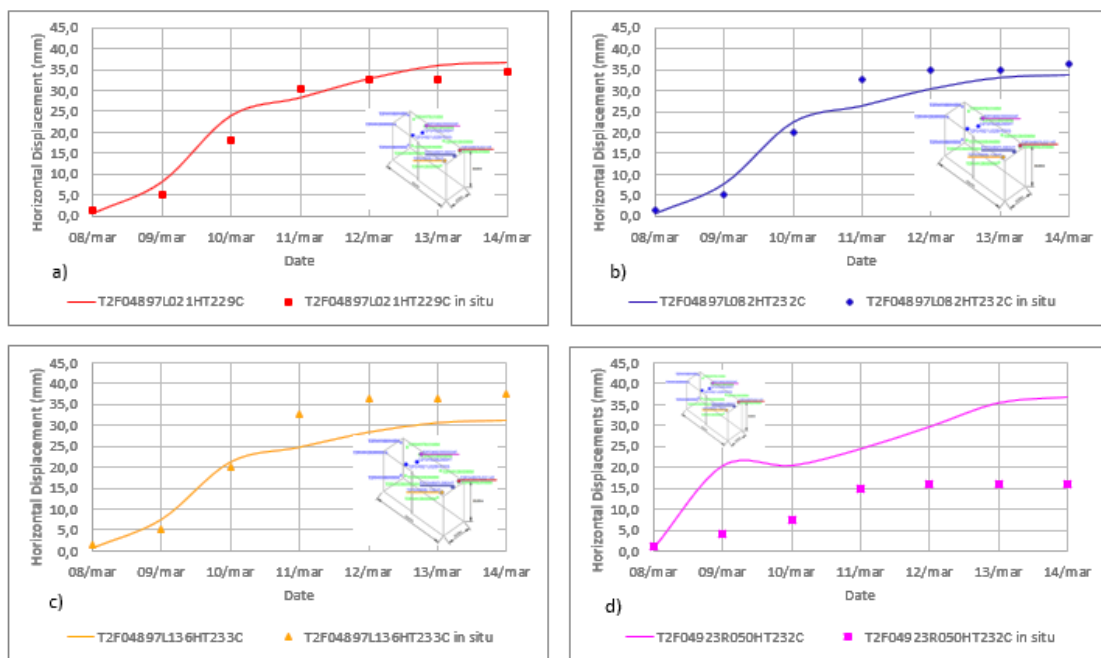 45,0
40,0
35,0
30,0
25,0
20,0
15,0
10,0
5,0
0,0
Horizontal Displacement (mm)
08/mar 09/mar 10/mar 11/mar 12/mar 13/mar 14/mar
Date
a)
T2F04897L021HT229C T2F04897L021HT229C in situ
45,0
40,0
35,0
30,0
25,0
20,0
15,0
10,0
5,0
0,0
Horizontal Displacement (mm)
08/mar 09/mar 10/mar 11/mar 12/mar 13/mar 14/mar
Date
b)
T2F04897L082HT232C T2F04897L082HT232C in situ
45,0
40,0
35,0
30,0
25,0
20,0
15,0
10,0
5,0
0,0
Horizontal Displacement (mm)
08/mar 09/mar 10/mar 11/mar 12/mar 13/mar 14/mar
Date
c)
T2F04897L136HT233C T2F04897L136HT233C in situ
45,0
40,0
35,0
30,0
25,0
20,0
15,0
10,0
5,0
0,0
Horizontal Displacements (mm)
08/mar 09/mar 10/mar 11/mar 12/mar 13/mar 14/mar
Date
d)
T2F04923R050HT232C T2F04923R050HT232C in situ